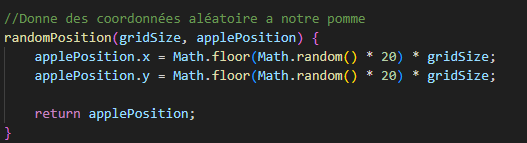 //Donne des coordonnées aléatoire a notre pomme
randomPosition(gridSize, applePosition) {
applePosition.x = Math.floor(Math.random() * 20) * gridSize;
applePosition.y = Math.floor(Math.random() * 20) * gridSize;
return applePosition;
}